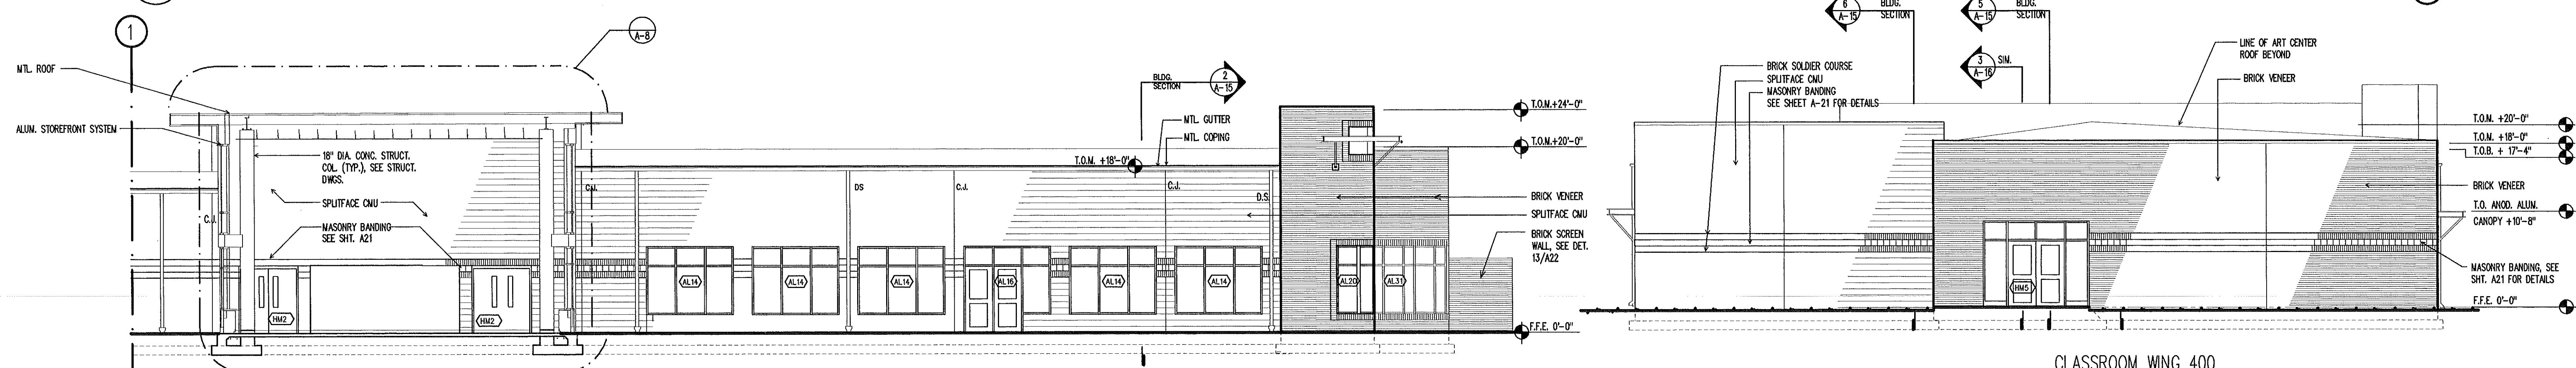 1
A-8
MTL. ROOF
ALUM. STOREFRONT SYSTEM
18" DIA. CONC. STRUCT.
COL. (TYP.), SEE STRUCT.
DWGS.
SPLITFACE CMU
MASONRY BANDING
SEE SHT. A21
C.J.
HM2
HM2
BLDG.
SECTION
2
A-15
MTL. GUTTER
MTL. COPING
T.O.M. +18'-0"
C.J.
DS
C.J.
C.J.
D.S.
AL14
AL14
AL14
AL16
AL14
AL14
AL20
AL31
T.O.M.+24'-0"
T.O.M.+20'-0"
BRICK VENEER
SPLITFACE CMU
BRICK SCREEN
WALL, SEE DET.
13/A22
F.F.E. 0'-0"
6
A-15
BLDG.
SECTION
5
A-15
BLDG.
SECTION
3
A-16
SIM.
BRICK SOLDIER COURSE
SPLITFACE CMU
MASONRY BANDING
SEE SHEET A-21 FOR DETAILS
LINE OF ART CENTER
ROOF BEYOND
BRICK VENEER
HM5
T.O.M. +20'-0"
T.O.M. +18'-0"
T.O.B. + 17'-4"
BRICK VENEER
T.O. ANOD. ALUM.
CANOPY +10'-8"
MASONRY BANDING, SEE
SHT. A21 FOR DETAILS
F.F.E. 0'-0"
CLASSROOM WING 400